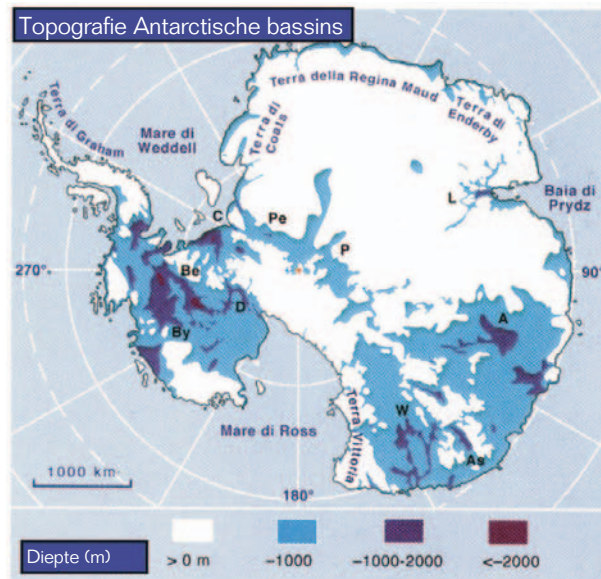 Topografie Antarctische bassins
Terra della Regina Maud
Terra di Enderby
Terra di Coats
Mare di Weddell
Terra di Graham
Baia di Prydz
L
C
Pe
P
270°
Be
90°
D
A
By
W
Terra Vittoria
Mare di Ross
As
1000 km
180°
Diepte (m)
> 0 m
-1000
-1000-2000
<-2000